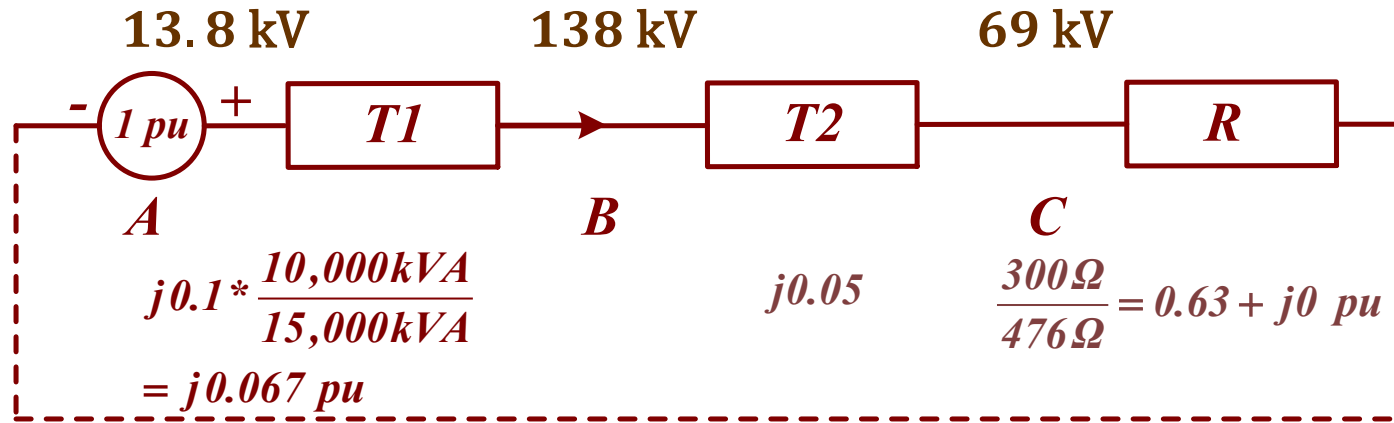 13.8 kV 138 kV 69 kV
- 1 pu + T1 T2 R
A B C
j0.1* 10,000kVA / 15,000kVA
= j0.067 pu
j0.05
300Ω / 476Ω = 0.63 + j0 pu